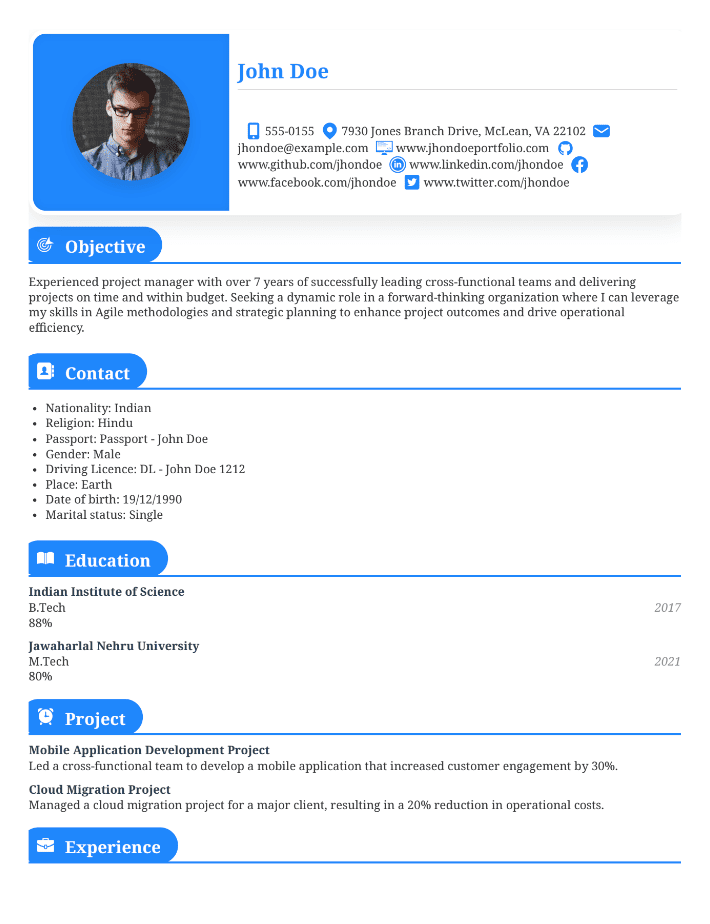 John Doe
555-0155 7930 Jones Branch Drive, McLean, VA 22102
jhondoe@example.com www.jhondoeportfolio.com
www.github.com/jhondoe www.linkedin.com/jhondoe
www.facebook.com/jhondoe www.twitter.com/jhondoe
Objective
Experienced project manager with over 7 years of successfully leading cross-functional teams and delivering
projects on time and within budget. Seeking a dynamic role in a forward-thinking organization where I can leverage
my skills in Agile methodologies and strategic planning to enhance project outcomes and drive operational
efficiency.
Contact
• Nationality: Indian
• Religion: Hindu
• Passport: Passport - John Doe
• Gender: Male
• Driving Licence: DL - John Doe 1212
• Place: Earth
• Date of birth: 19/12/1990
• Marital status: Single
Education
Indian Institute of Science
B.Tech 2017
88%
Jawaharlal Nehru University
M.Tech 2021
80%
Project
Mobile Application Development Project
Led a cross-functional team to develop a mobile application that increased customer engagement by 30%.
Cloud Migration Project
Managed a cloud migration project for a major client, resulting in a 20% reduction in operational costs.
Experience